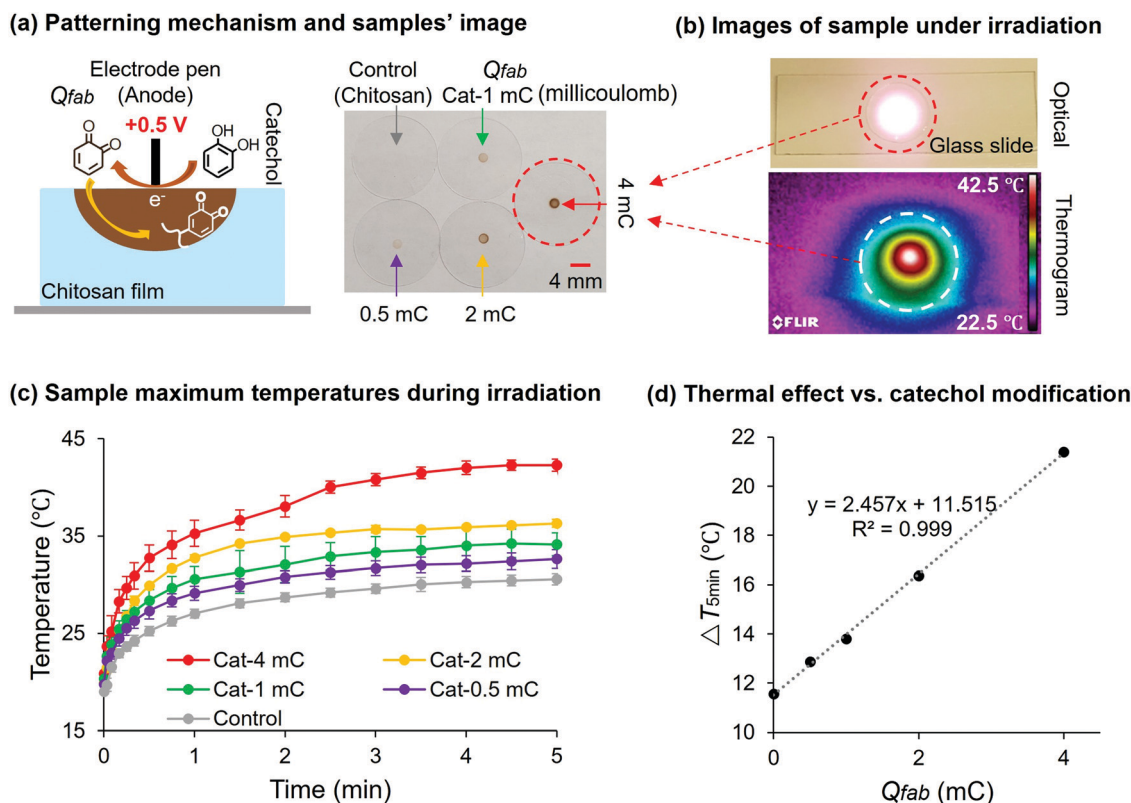 (a) Patterning mechanism and samples’ image
Qfab
Electrode pen
(Anode)
+0.5 V
OH
OH
O
O
Catechol
e-
O
O
Chitosan film
Control
(Chitosan)
Qfab
Cat-1 mC (millicoulomb)
4 mC
4 mm
0.5 mC
2 mC
(b) Images of sample under irradiation
Glass slide
Optical
42.5 ℃
22.5 ℃
FLIR
Thermogram
(c) Sample maximum temperatures during irradiation
Temperature (℃)
45
35
25
15
Cat-4 mC
Cat-2 mC
Cat-1 mC
Cat-0.5 mC
Control
0
1
2
3
4
5
Time (min)
(d) Thermal effect vs. catechol modification
△T5min (℃)
22
20
18
16
14
12
10
y = 2.457x + 11.515
R² = 0.999
0
2
4
Qfab (mC)